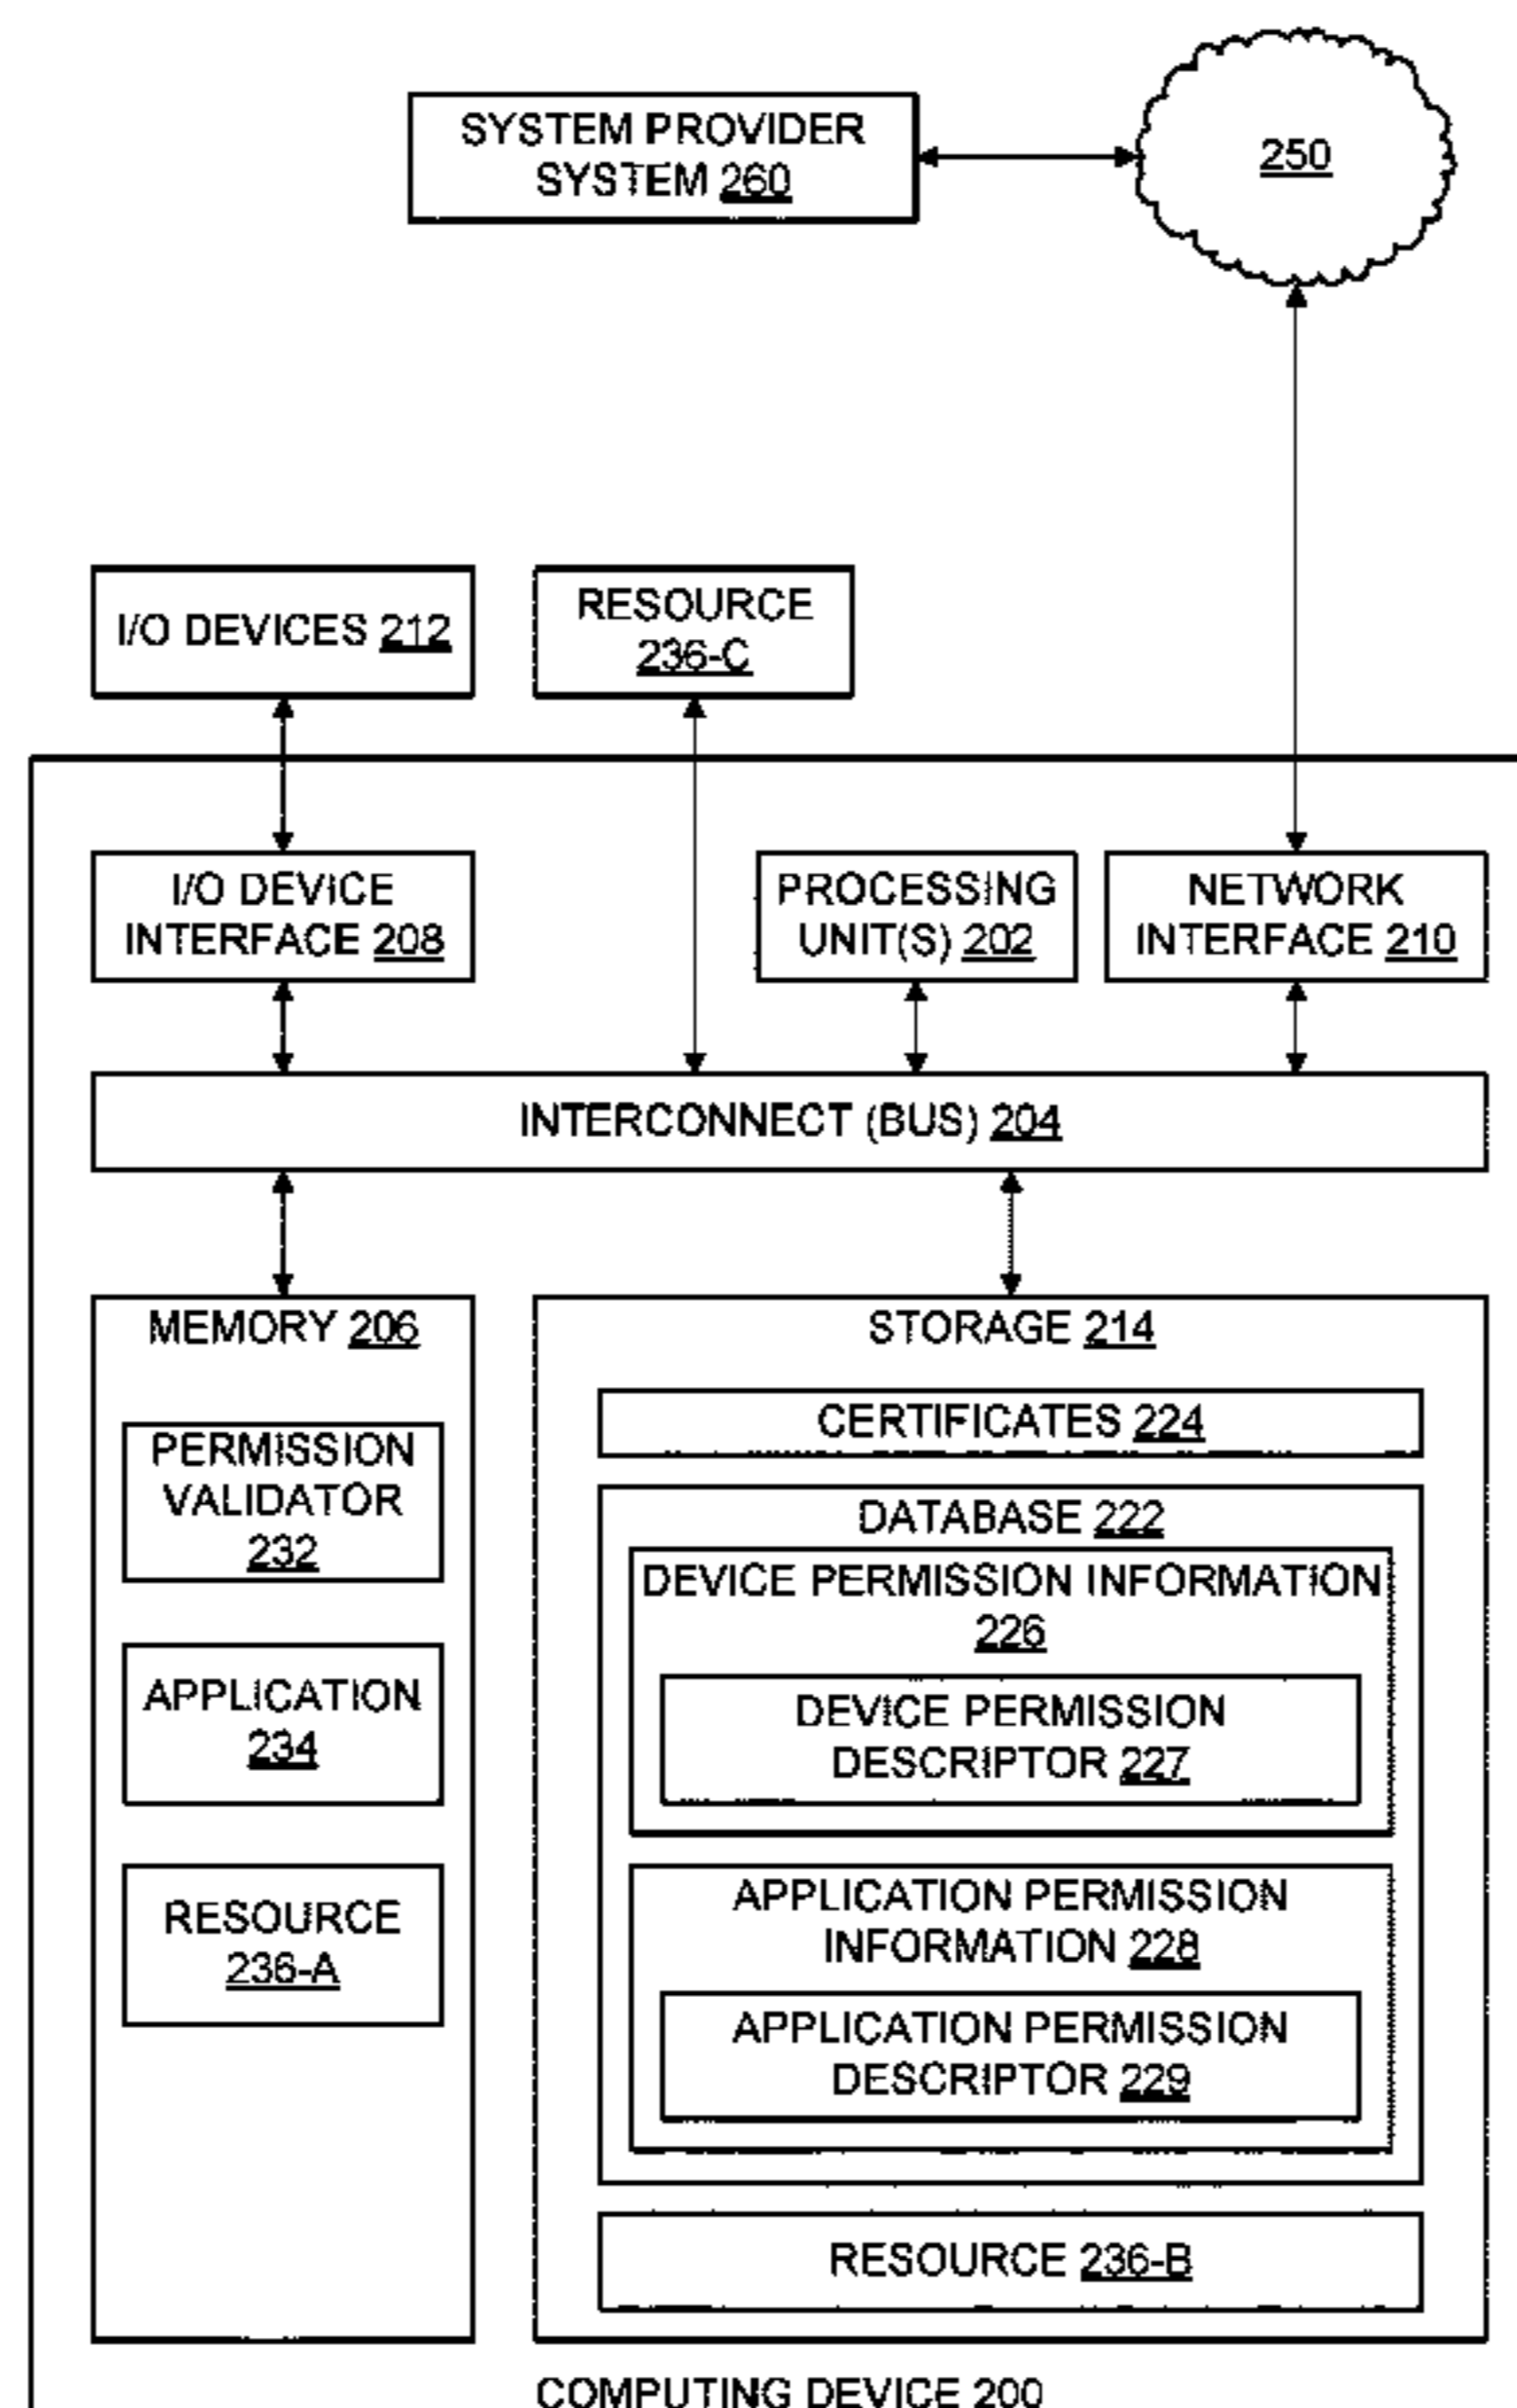 SYSTEM PROVIDER
SYSTEM 260
250
I/O DEVICES 212
RESOURCE
236-C
I/O DEVICE
INTERFACE 208
PROCESSING
UNIT(S) 202
NETWORK
INTERFACE 210
INTERCONNECT (BUS) 204
MEMORY 206
PERMISSION
VALIDATOR
232
APPLICATION
234
RESOURCE
236-A
STORAGE 214
CERTIFICATES 224
DATABASE 222
DEVICE PERMISSION INFORMATION
226
DEVICE PERMISSION
DESCRIPTOR 227
APPLICATION PERMISSION
INFORMATION 228
APPLICATION PERMISSION
DESCRIPTOR 229
RESOURCE 236-B
COMPUTING DEVICE 200